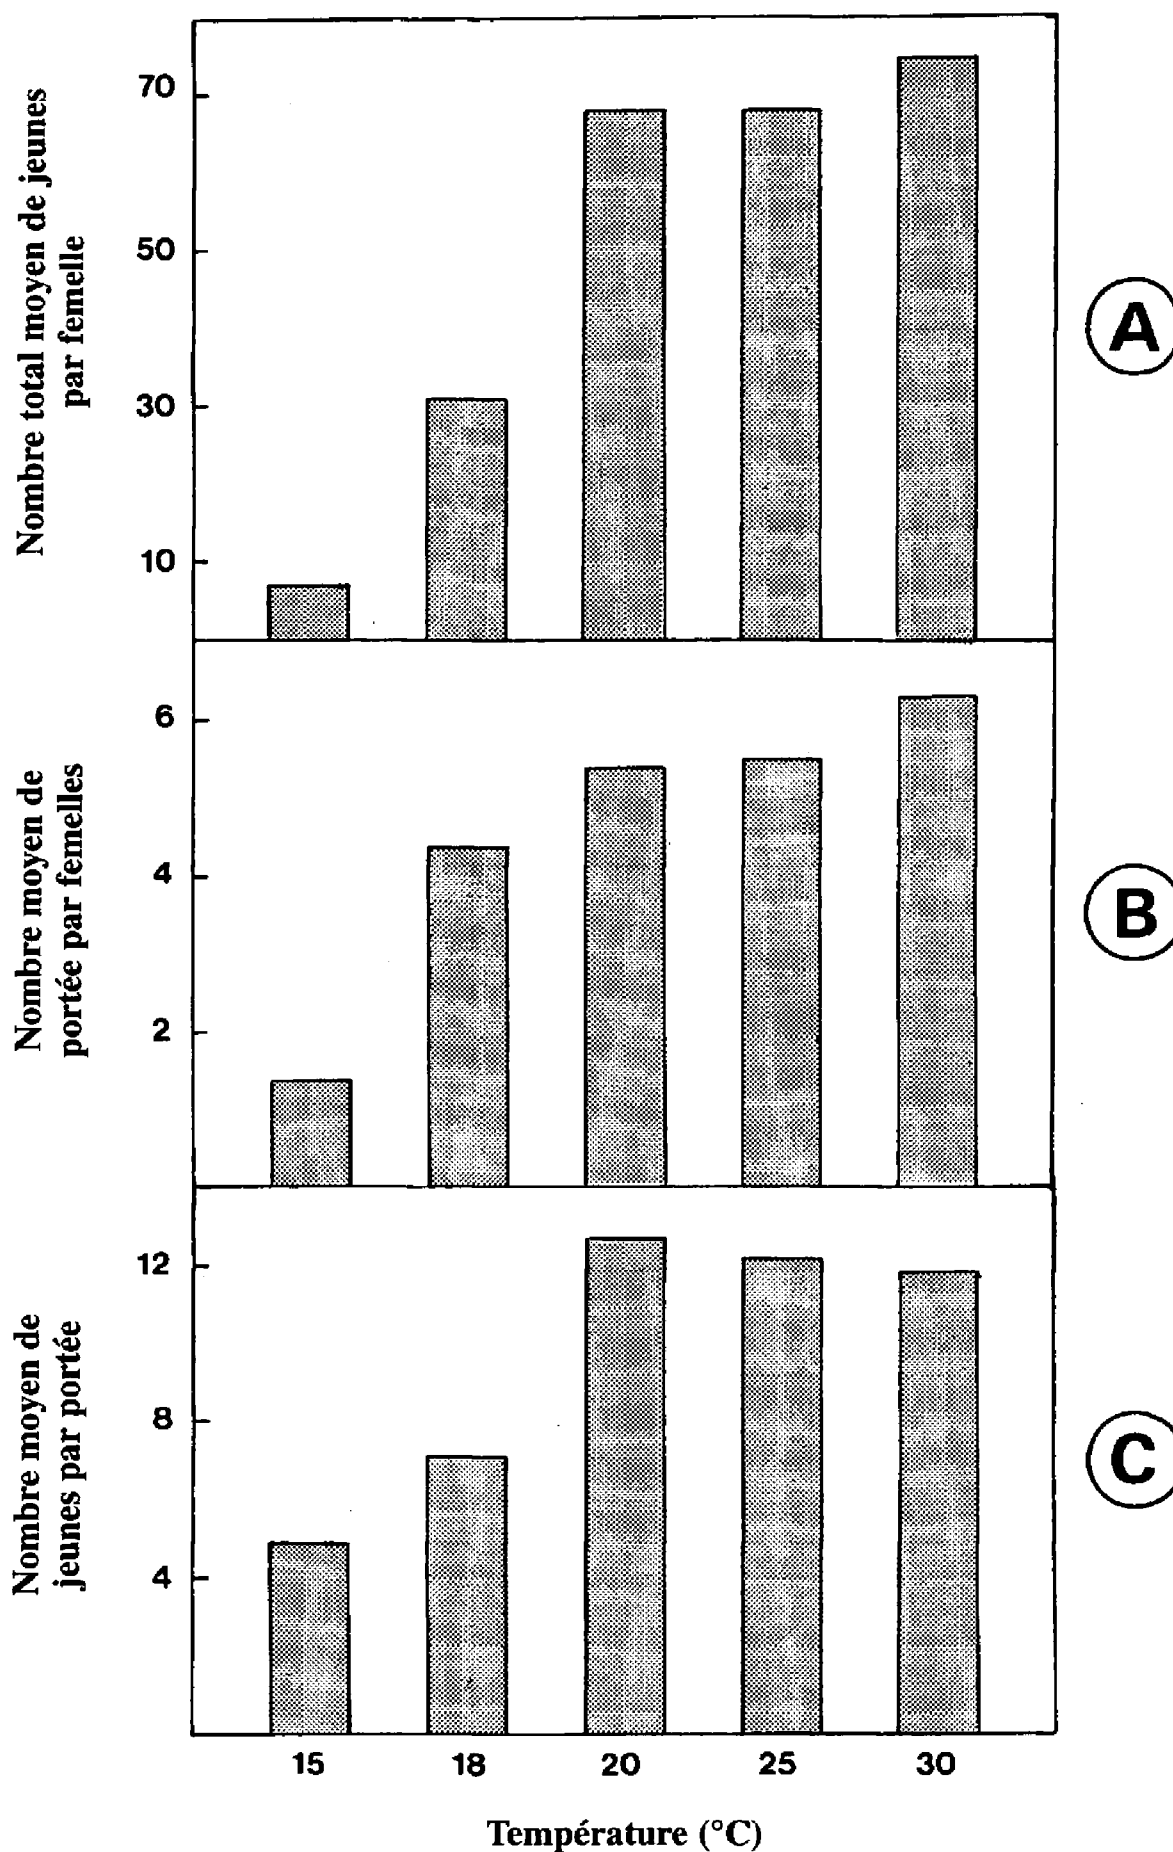 Nombre total moyen de jeunes
par femelle
70
50
30
10
A
Nombre moyen de
portée par femelles
6
4
2
B
Nombre moyen de
jeunes par portée
12
8
4
C
15 18 20 25 30
Température (°C)